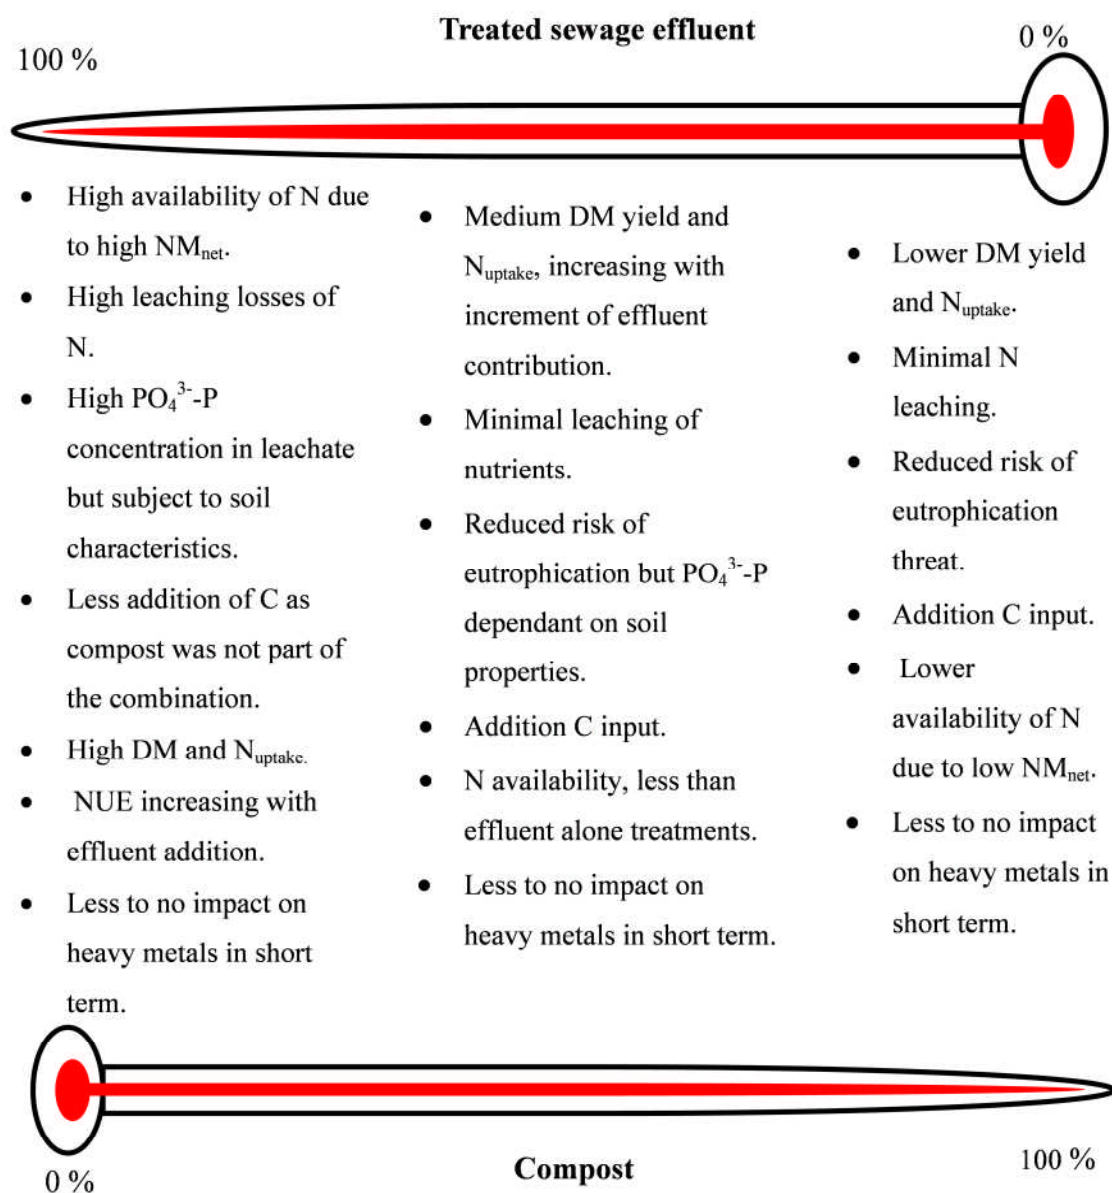 Treated sewage effluent
100 %
0 %
• High availability of N due
to high NM_net.
• High leaching losses of
N.
• High PO₄³⁻-P
concentration in leachate
but subject to soil
characteristics.
• Less addition of C as
compost was not part of
the combination.
• High DM and N_uptake.
• NUE increasing with
effluent addition.
• Less to no impact on
heavy metals in short
term.
• Medium DM yield and
N_uptake, increasing with
increment of effluent
contribution.
• Minimal leaching of
nutrients.
• Reduced risk of
eutrophication but PO₄³⁻-P
dependant on soil
properties.
• Addition C input.
• N availability, less than
effluent alone treatments.
• Less to no impact on
heavy metals in short term.
• Lower DM yield
and N_uptake.
• Minimal N
leaching.
• Reduced risk of
eutrophication
threat.
• Addition C input.
• Lower
availability of N
due to low NM_net.
• Less to no impact
on heavy metals in
short term.
0 %
Compost
100 %